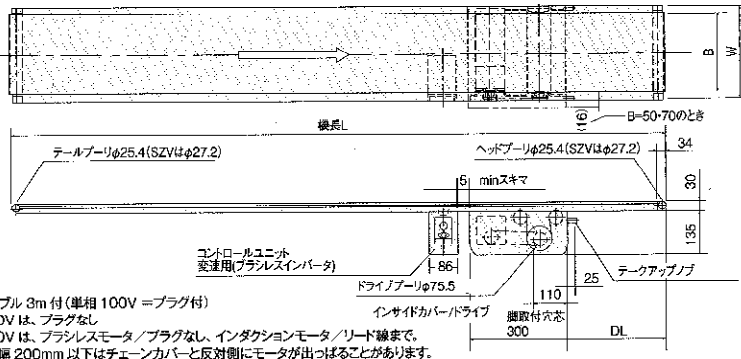 B
W
(16)
B=50・70のとき
機長L
テールプーリφ25.4(SZVはφ27.2)
ヘッドプーリφ25.4(SZVはφ27.2)
34
5
minスキマ
30
135
コントロールユニット
変速用(ブラシレスインバータ)
86
ドライブプーリφ75.5
テークアップノブ
25
110
インサイドカバー/ドライブ
脚取付穴芯
300
DL
ブル 3m 付(単相 100V =プラグ付)
0Vは、プラグなし
0Vは、ブラシレスモータ/プラグなし、インダクションモータ/リード線まで。
幅 200mm 以下はチェーンカバーと反対側にモータが出っぱることがあります。